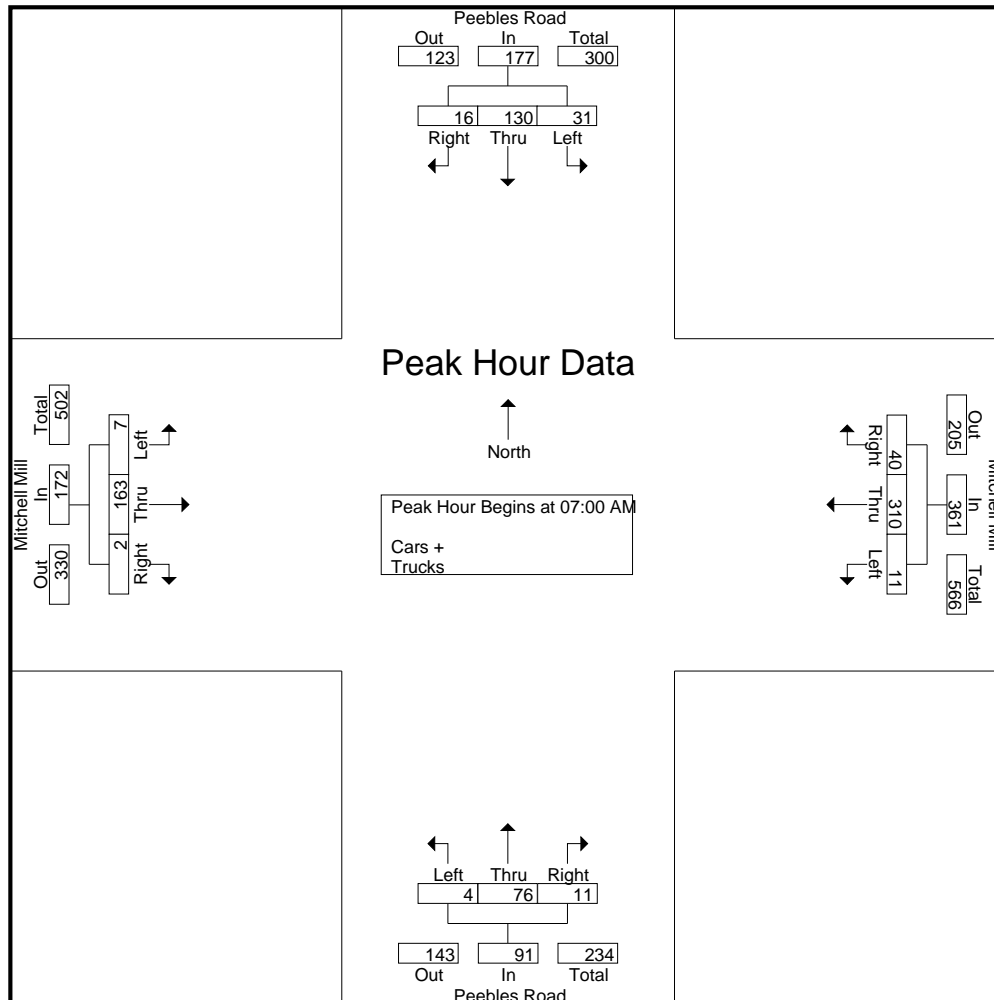 Peebles Road
Out In Total
123 177 300
16 130 31
Right Thru Left
Peak Hour Data
North
Peak Hour Begins at 07:00 AM
Cars +
Trucks
Mitchell Mill
Total In Out
502 172 330
7 163 2
Left Thru Right
Mitchell Mill
Out In Total
205 361 566
40 310 11
Right Thru Left
Left Thru Right
4 76 11
143 91 234
Out In Total
Peebles Road